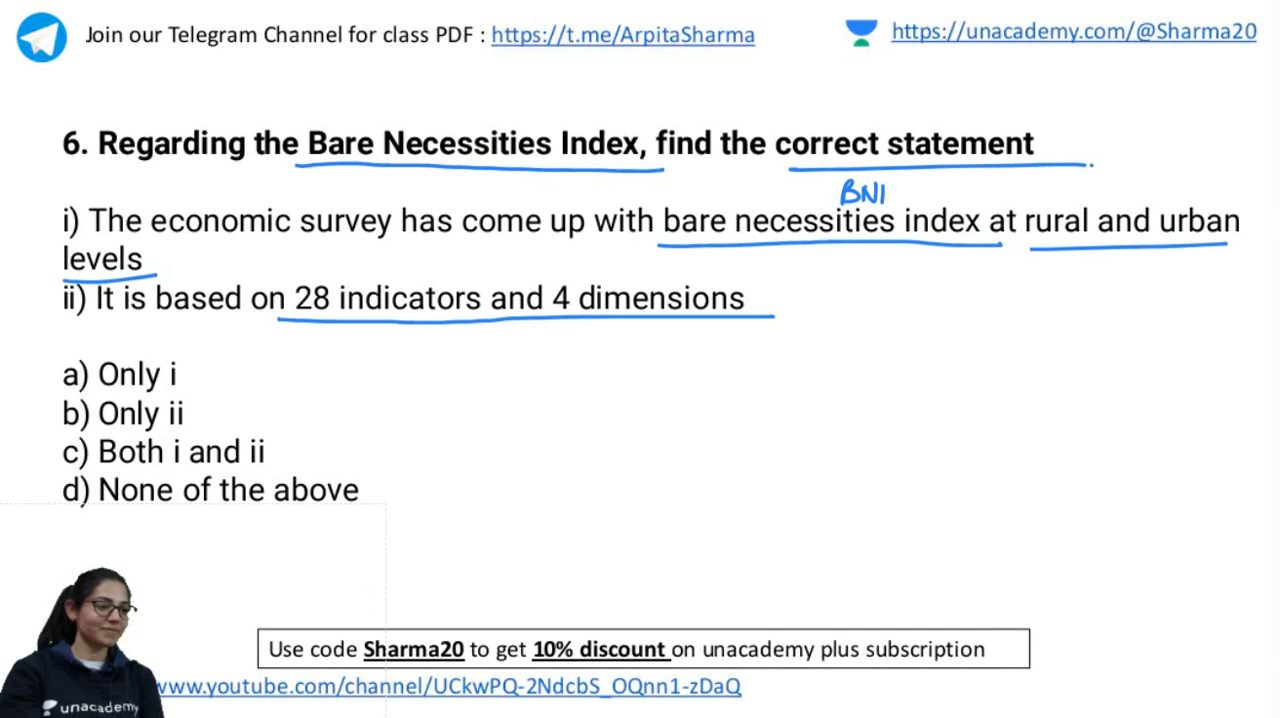 Join our Telegram Channel for class PDF : https://t.me/ArpitaSharma
https://unacademy.com/@Sharma20
6. Regarding the Bare Necessities Index, find the correct statement
BNI
i) The economic survey has come up with bare necessities index at rural and urban
levels
ii) It is based on 28 indicators and 4 dimensions
a) Only i
b) Only ii
c) Both i and ii
d) None of the above
Use code Sharma20 to get 10% discount on unacademy plus subscription
www.youtube.com/channel/UCkwPQ-2NdcbS_OQnn1-zDaQ
unacademy